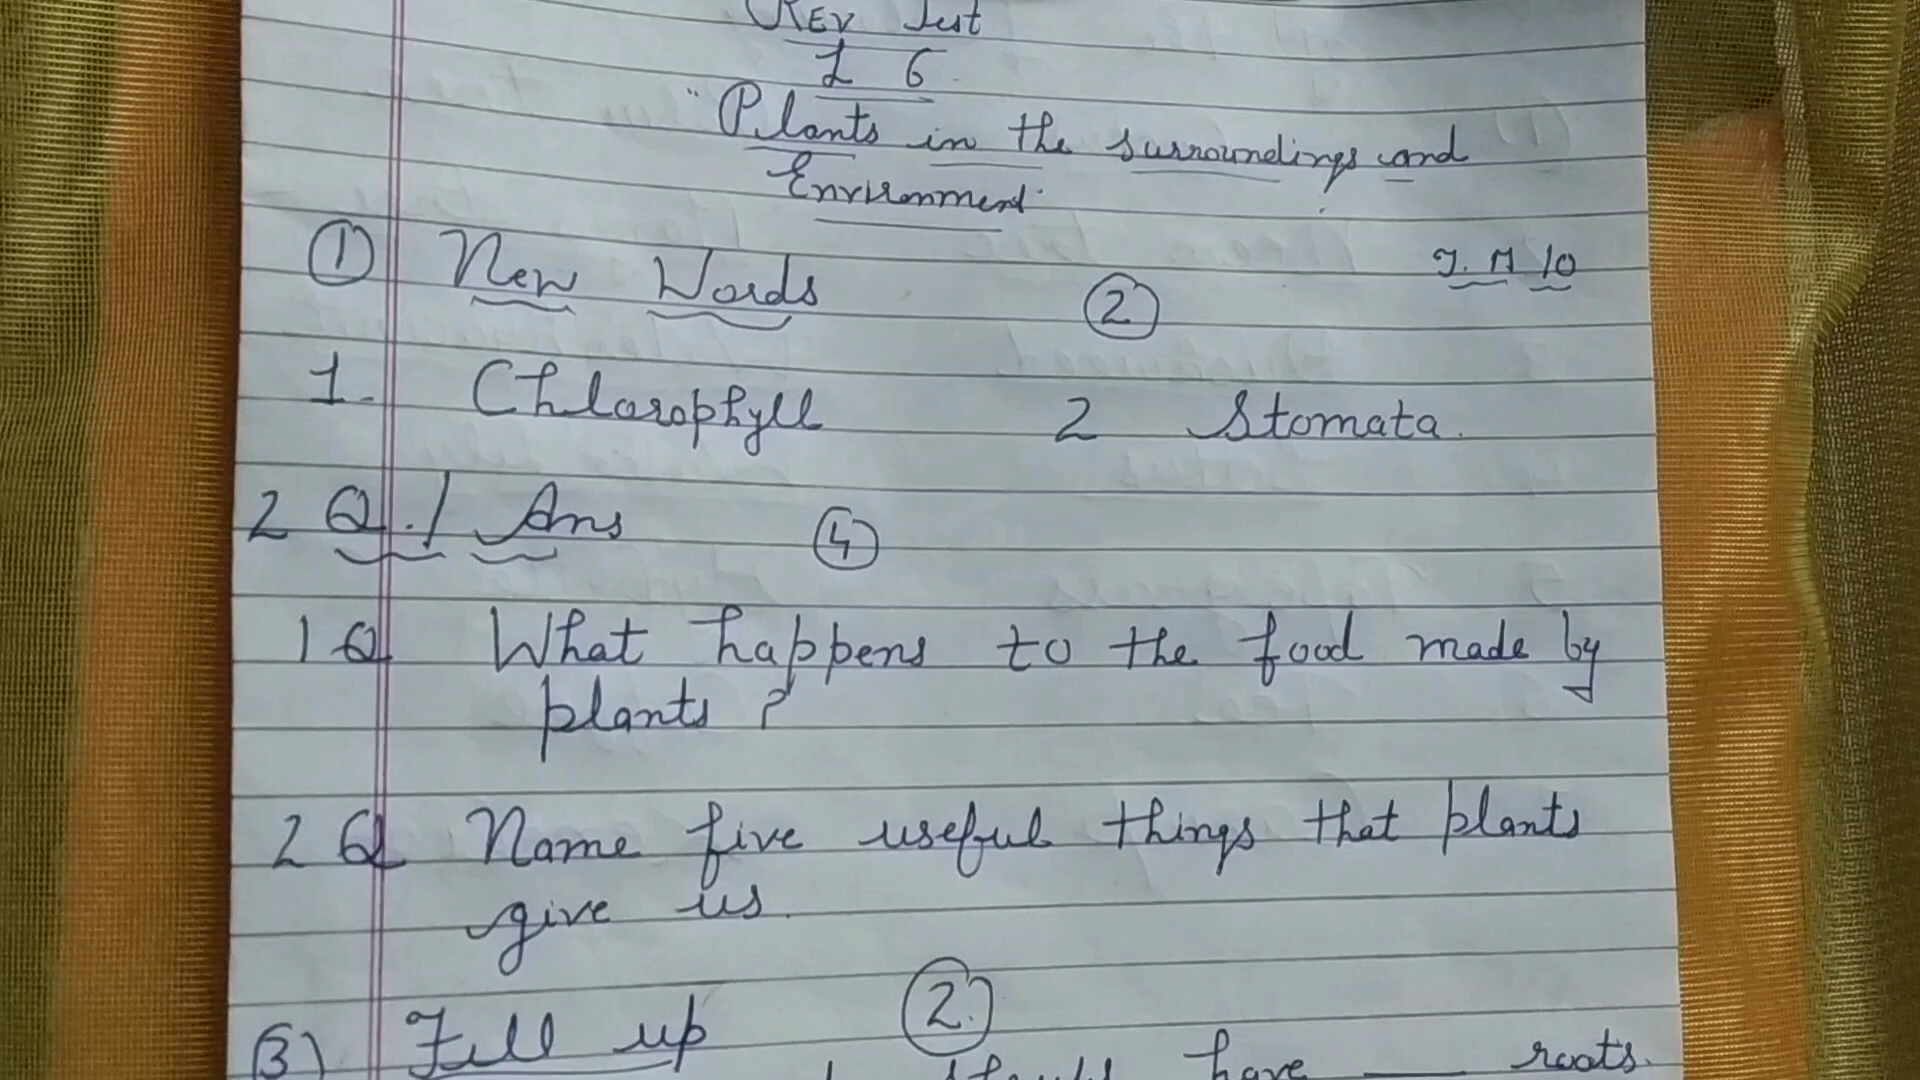 Rev Test
L 6
"Plants in the surroundings and
Environment
① New Words ② T. M 10
1. Chlorophyll 2 Stomata.
2 Q./ Ans ④
1 Q What happens to the food made by
plants ?
2 Q Name five useful things that plants
give us.
(3) Fill up ②
should have ___ roots.